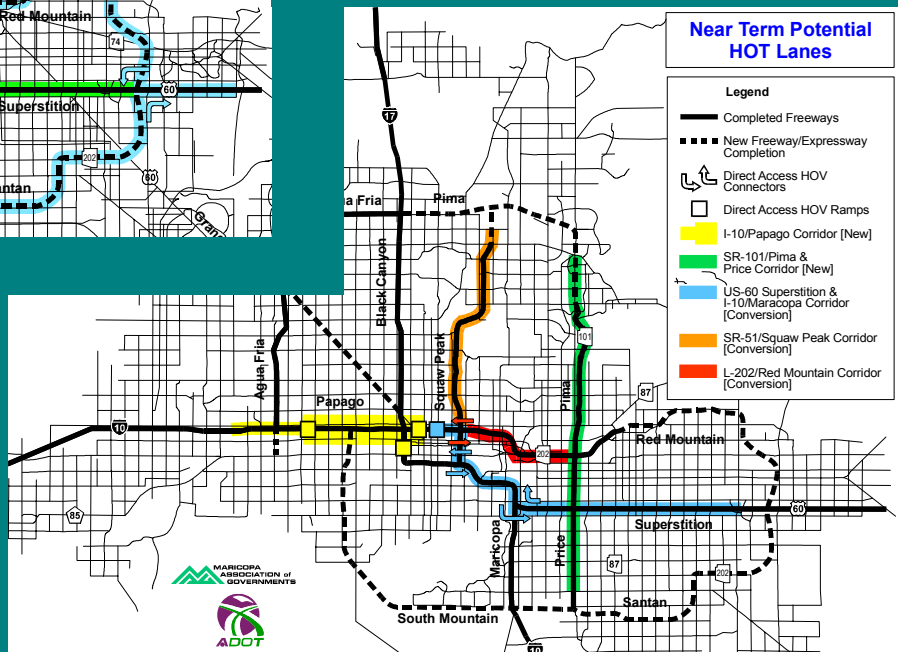 Red Mountain
74
60
Superstition
202
ntan
60
Gran
Near Term Potential
HOT Lanes
Legend
Completed Freeways
New Freeway/Expressway
Completion
Direct Access HOV
Connectors
Direct Access HOV Ramps
I-10/Papago Corridor [New]
SR-101/Pima &
Price Corridor [New]
US-60 Superstition &
I-10/Maracopa Corridor
[Conversion]
SR-51/Squaw Peak Corridor
[Conversion]
L-202/Red Mountain Corridor
[Conversion]
17
a Fria
Pima
Black Canyon
Squaw Peak
Agua Fria
101
Pima
Papago
87
10
Red Mountain
202
85
60
Superstition
Maricopa
Price
87
202
MARICOPA
ASSOCIATION of
GOVERNMENTS
Santan
South Mountain
ADOT
10